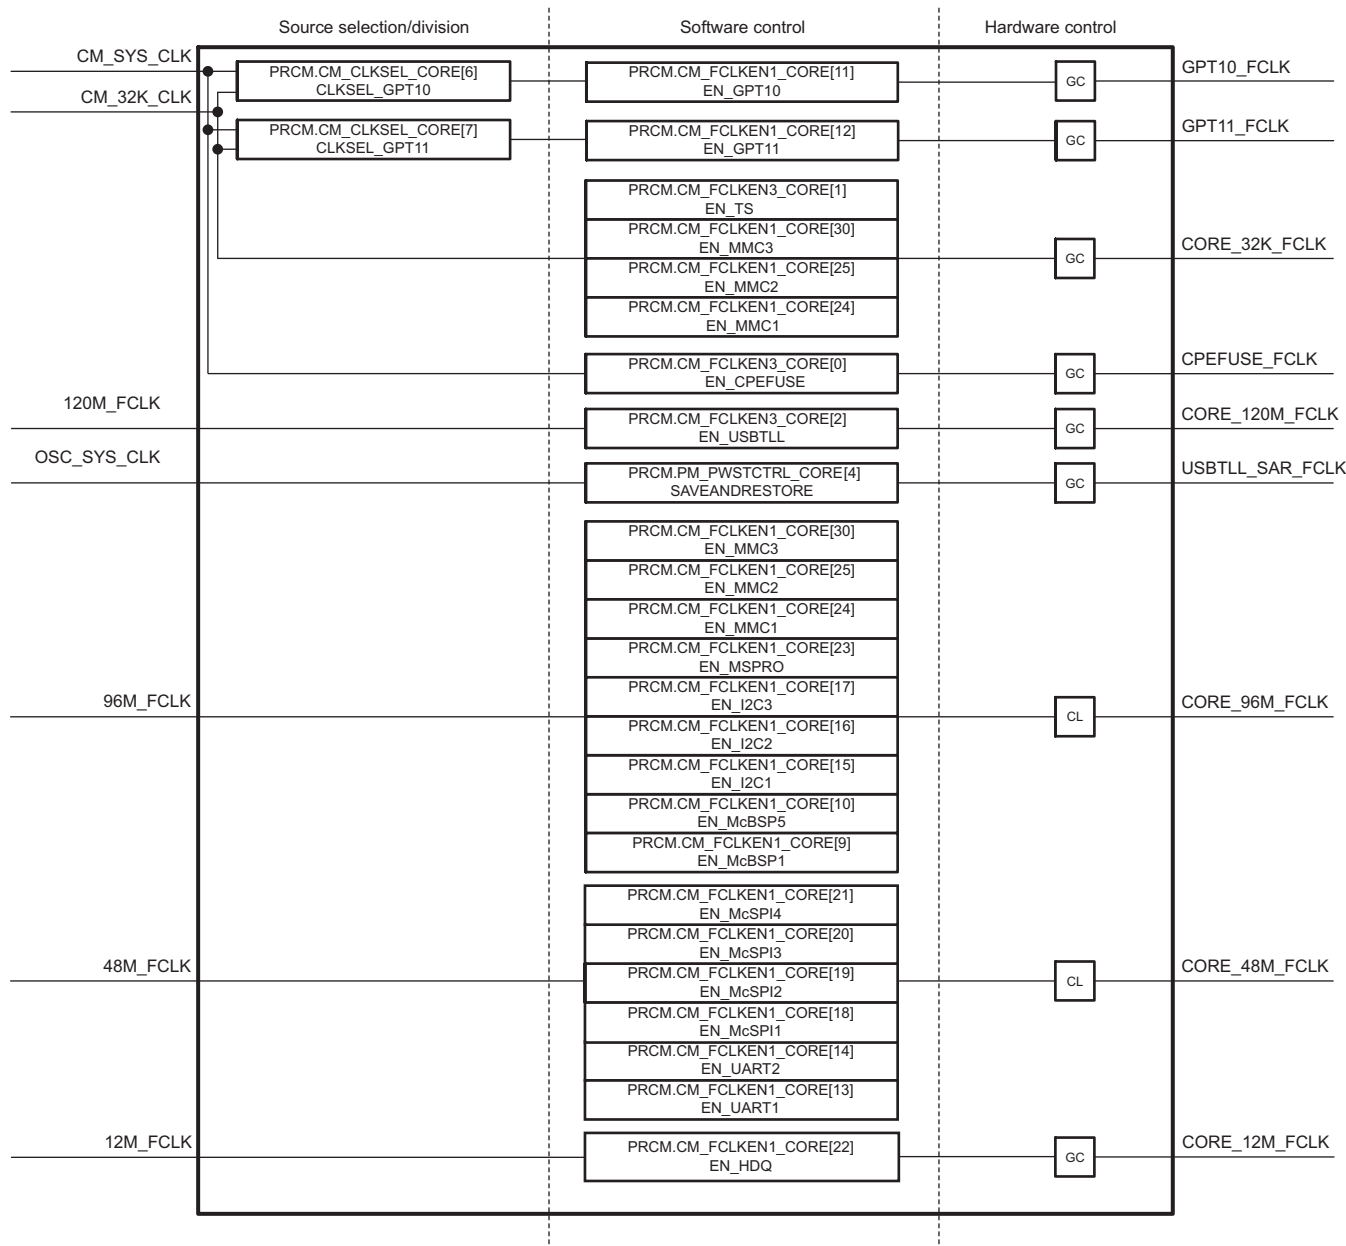 Source selection/division
Software control
Hardware control
CM_SYS_CLK
PRCM.CM_CLKSEL_CORE[6]
CLKSEL_GPT10
PRCM.CM_FCLKEN1_CORE[11]
EN_GPT10
GC
GPT10_FCLK
CM_32K_CLK
PRCM.CM_CLKSEL_CORE[7]
CLKSEL_GPT11
PRCM.CM_FCLKEN1_CORE[12]
EN_GPT11
GC
GPT11_FCLK
PRCM.CM_FCLKEN3_CORE[1]
EN_TS
PRCM.CM_FCLKEN1_CORE[30]
EN_MMC3
PRCM.CM_FCLKEN1_CORE[25]
EN_MMC2
PRCM.CM_FCLKEN1_CORE[24]
EN_MMC1
GC
CORE_32K_FCLK
PRCM.CM_FCLKEN3_CORE[0]
EN_CPEFUSE
GC
CPEFUSE_FCLK
120M_FCLK
PRCM.CM_FCLKEN3_CORE[2]
EN_USBTLL
GC
CORE_120M_FCLK
OSC_SYS_CLK
PRCM.PM_PWSTCTRL_CORE[4]
SAVEANDRESTORE
GC
USBTLL_SAR_FCLK
PRCM.CM_FCLKEN1_CORE[30]
EN_MMC3
PRCM.CM_FCLKEN1_CORE[25]
EN_MMC2
PRCM.CM_FCLKEN1_CORE[24]
EN_MMC1
PRCM.CM_FCLKEN1_CORE[23]
EN_MSPRO
96M_FCLK
PRCM.CM_FCLKEN1_CORE[17]
EN_I2C3
PRCM.CM_FCLKEN1_CORE[16]
EN_I2C2
PRCM.CM_FCLKEN1_CORE[15]
EN_I2C1
PRCM.CM_FCLKEN1_CORE[10]
EN_McBSP5
PRCM.CM_FCLKEN1_CORE[9]
EN_McBSP1
CL
CORE_96M_FCLK
PRCM.CM_FCLKEN1_CORE[21]
EN_McSPI4
PRCM.CM_FCLKEN1_CORE[20]
EN_McSPI3
48M_FCLK
PRCM.CM_FCLKEN1_CORE[19]
EN_McSPI2
PRCM.CM_FCLKEN1_CORE[18]
EN_McSPI1
PRCM.CM_FCLKEN1_CORE[14]
EN_UART2
PRCM.CM_FCLKEN1_CORE[13]
EN_UART1
CL
CORE_48M_FCLK
12M_FCLK
PRCM.CM_FCLKEN1_CORE[22]
EN_HDQ
GC
CORE_12M_FCLK